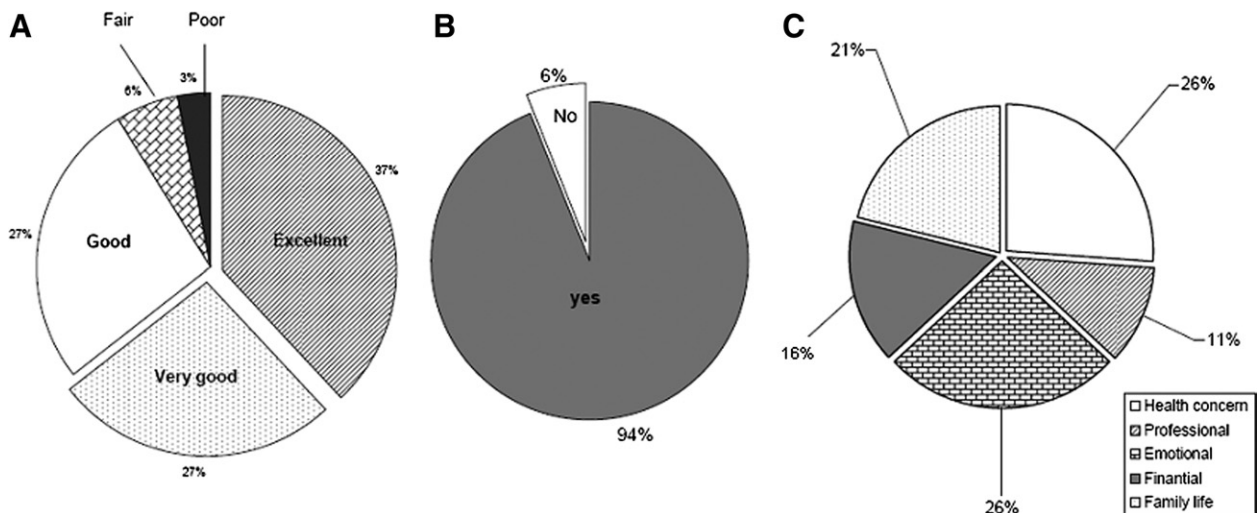 A
Fair
Poor
6%
3%
37%
27%
Good
Excellent
Very good
27%
B
6%
No
yes
94%
C
21%
26%
16%
11%
26%
Health concern
Professional
Emotional
Finantial
Family life